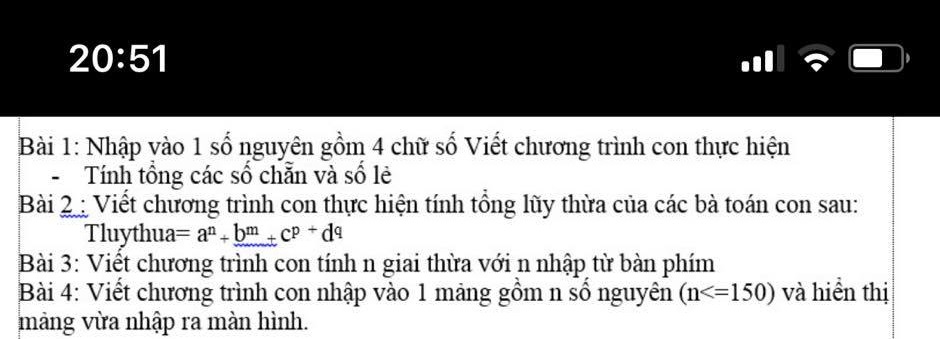 20:51
Bài 1: Nhập vào 1 số nguyên gồm 4 chữ số Viết chương trình con thực hiện
- Tính tổng các số chẵn và số lẻ
Bài 2 : Viết chương trình con thực hiện tính tổng lũy thừa của các bà toán con sau:
Tluythua= aⁿ + bᵐ + cᵖ + d^q
Bài 3: Viết chương trình con tính n giai thừa với n nhập từ bàn phím
Bài 4: Viết chương trình con nhập vào 1 mảng gồm n số nguyên (n<=150) và hiển thị
mảng vừa nhập ra màn hình.